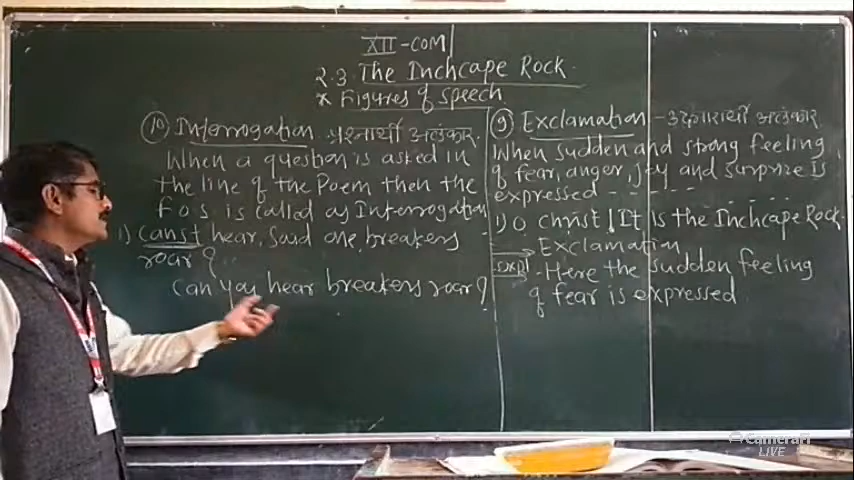 XII-COM
2.3 The Inchcape Rock.
* Figures of speech
⑩ Interrogation प्रश्नार्थी अलंकार.
When a question is asked in
the line of the Poem then the
FOS is called as Interrogation
1) Canst hear, said one, breakers
roar?
Can you hear breakers roar?
⑨ Exclamation - उद्गारार्थी अलंकार
When sudden and strong feeling
of fear, anger, joy and surprize is
expressed ------
1) O Christ! It is the Inchcape Rock.
→ Exclamation
Expl - Here the sudden feeling
of fear is expressed
CameraFi
LIVE